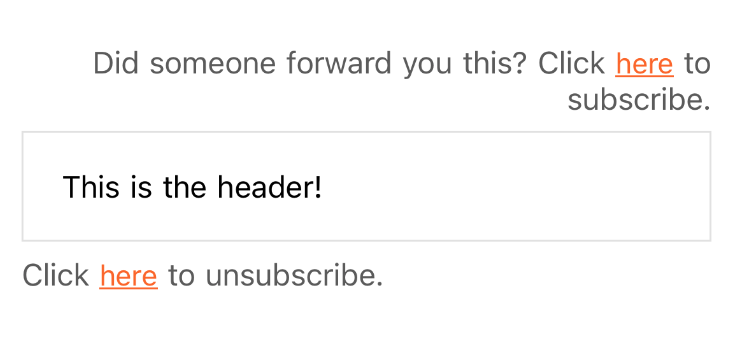 Did someone forward you this? Click here to
subscribe.
This is the header!
Click here to unsubscribe.